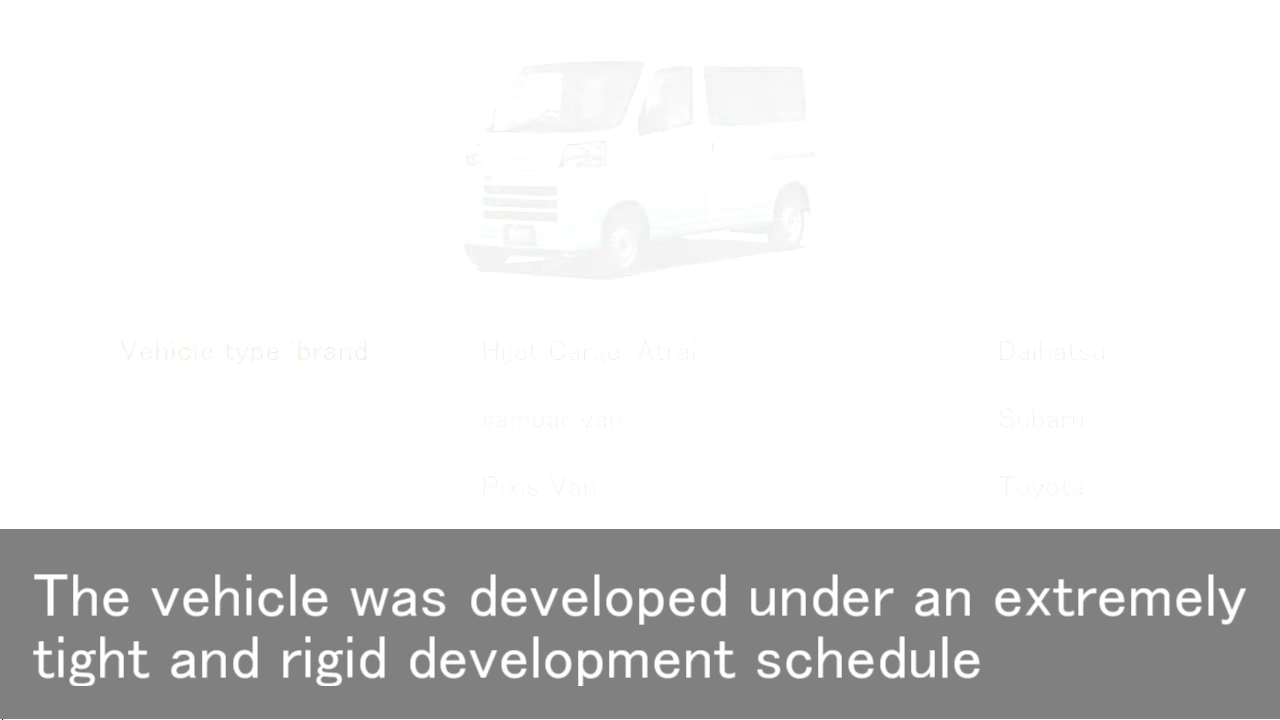 Vehicle type/brand Hijet Cargo Atrai Daihatsu
sambar van Subaru
Pixis Van Toyota
The vehicle was developed under an extremely
tight and rigid development schedule